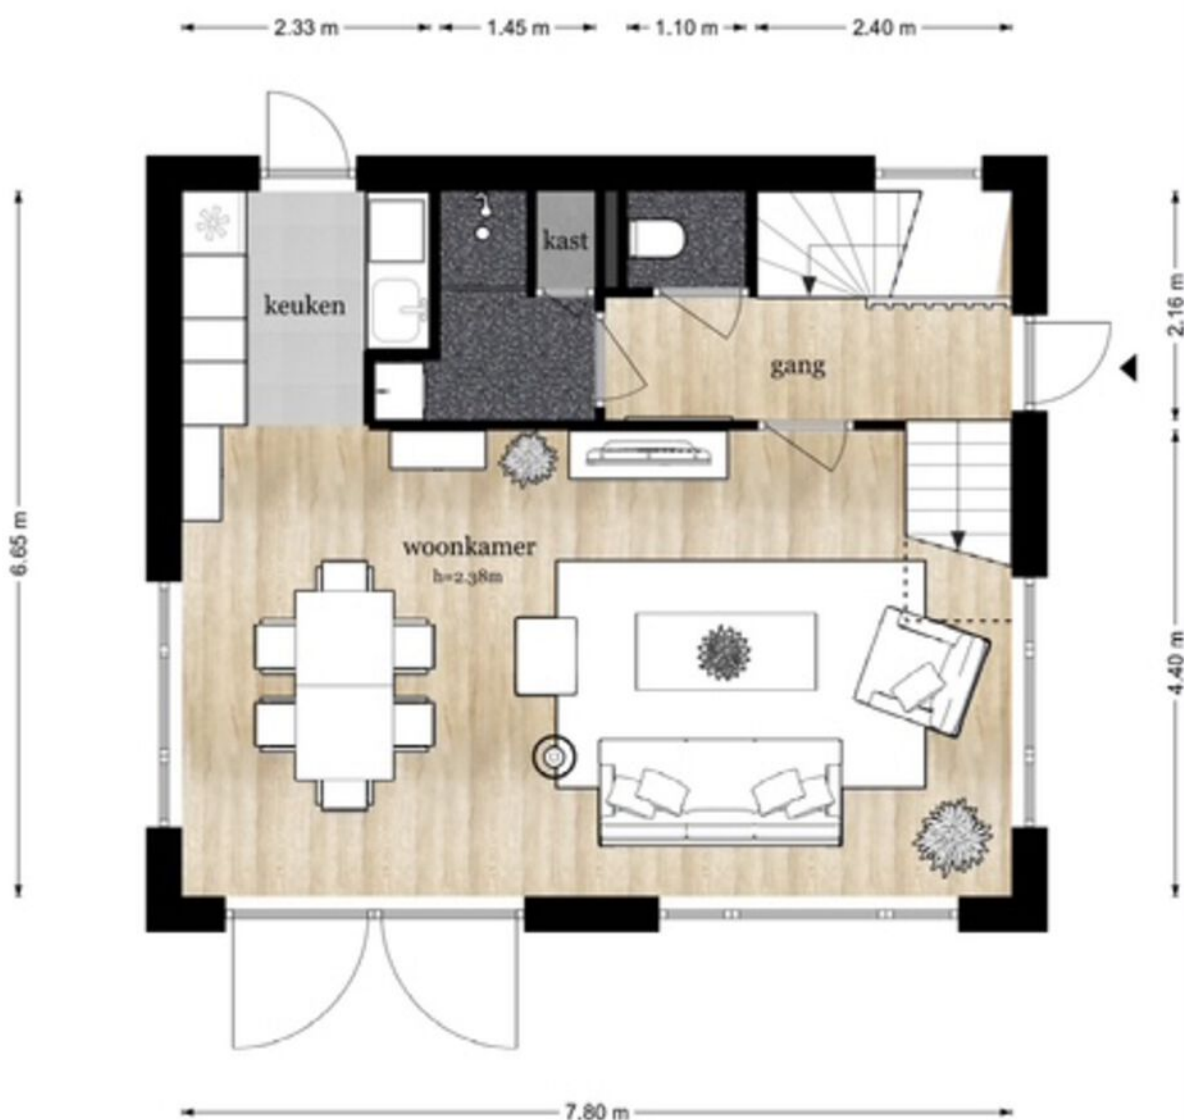 2.33 m 1.45 m 1.10 m 2.40 m
kast
keuken
2.16 m
gang
woonkamer
h=2.38m
6.65 m
4.40 m
7.80 m